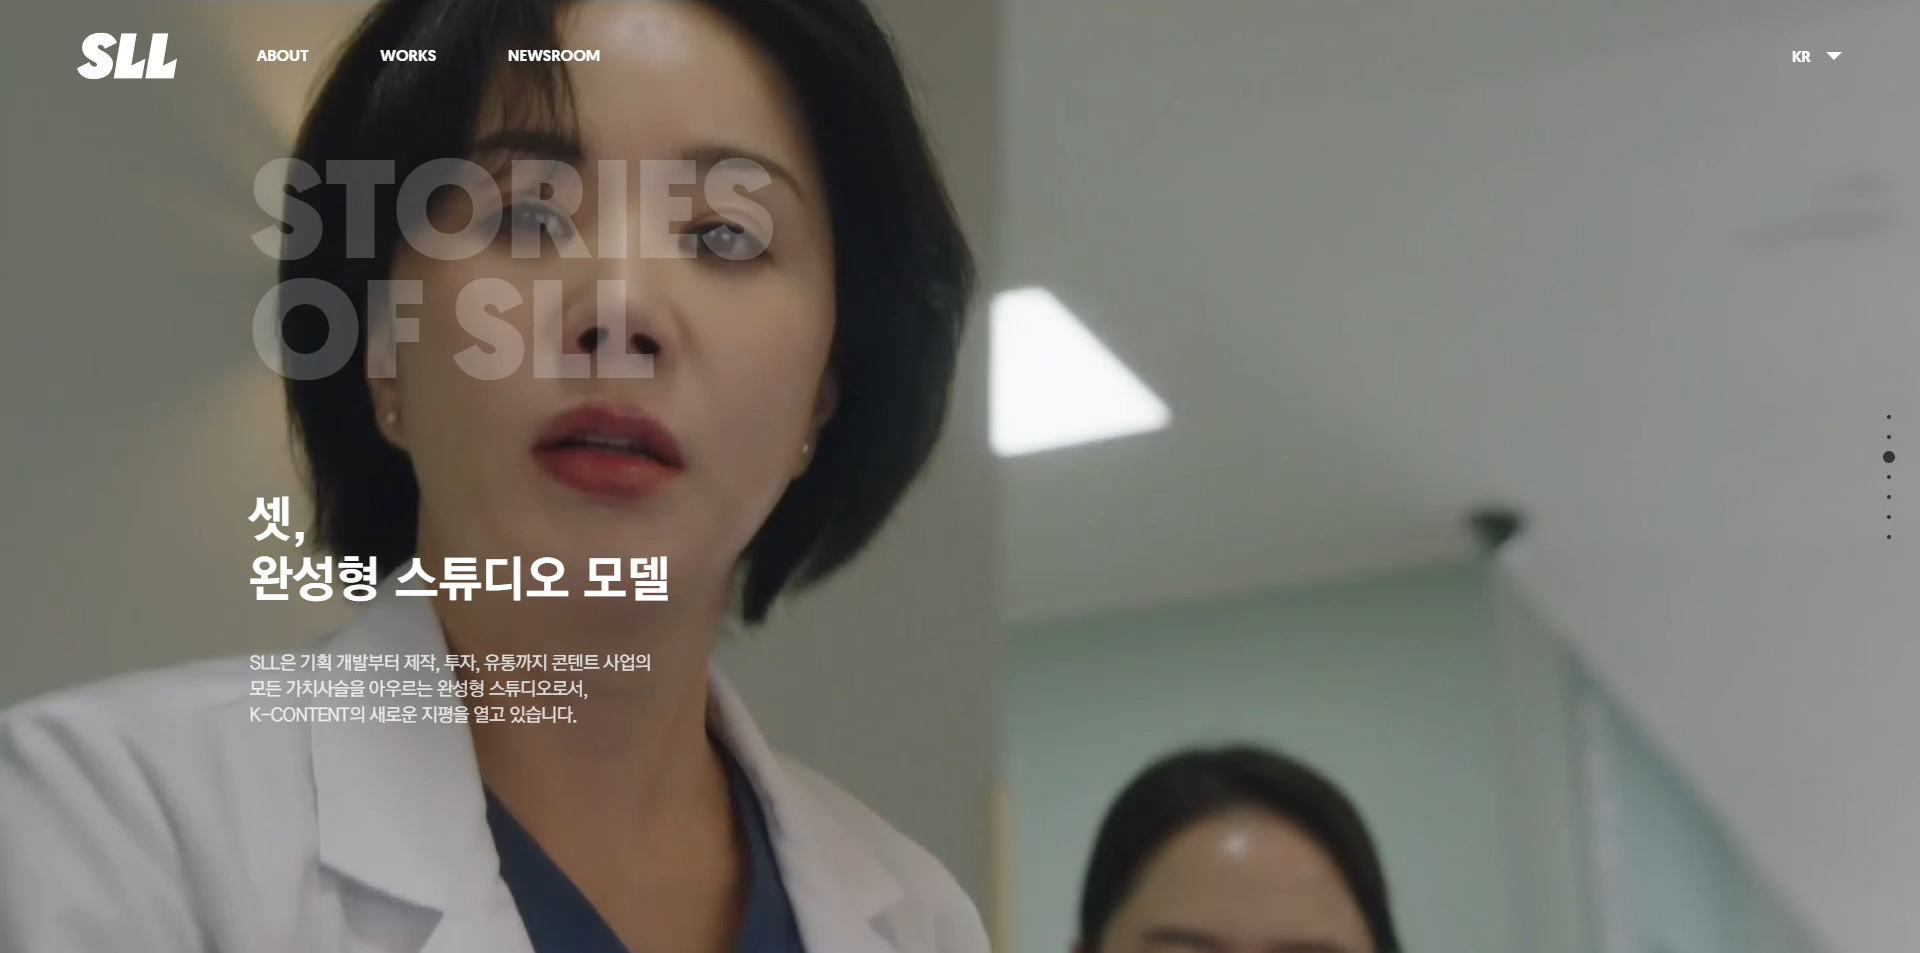 SLL
ABOUT
WORKS
NEWSROOM
KR
STORIES
OF SLL
셋,
완성형 스튜디오 모델
SLL은 기획 개발부터 제작, 투자, 유통까지 콘텐트 사업의
모든 가치사슬을 아우르는 완성형 스튜디오로서,
K-CONTENT의 새로운 지평을 열고 있습니다.